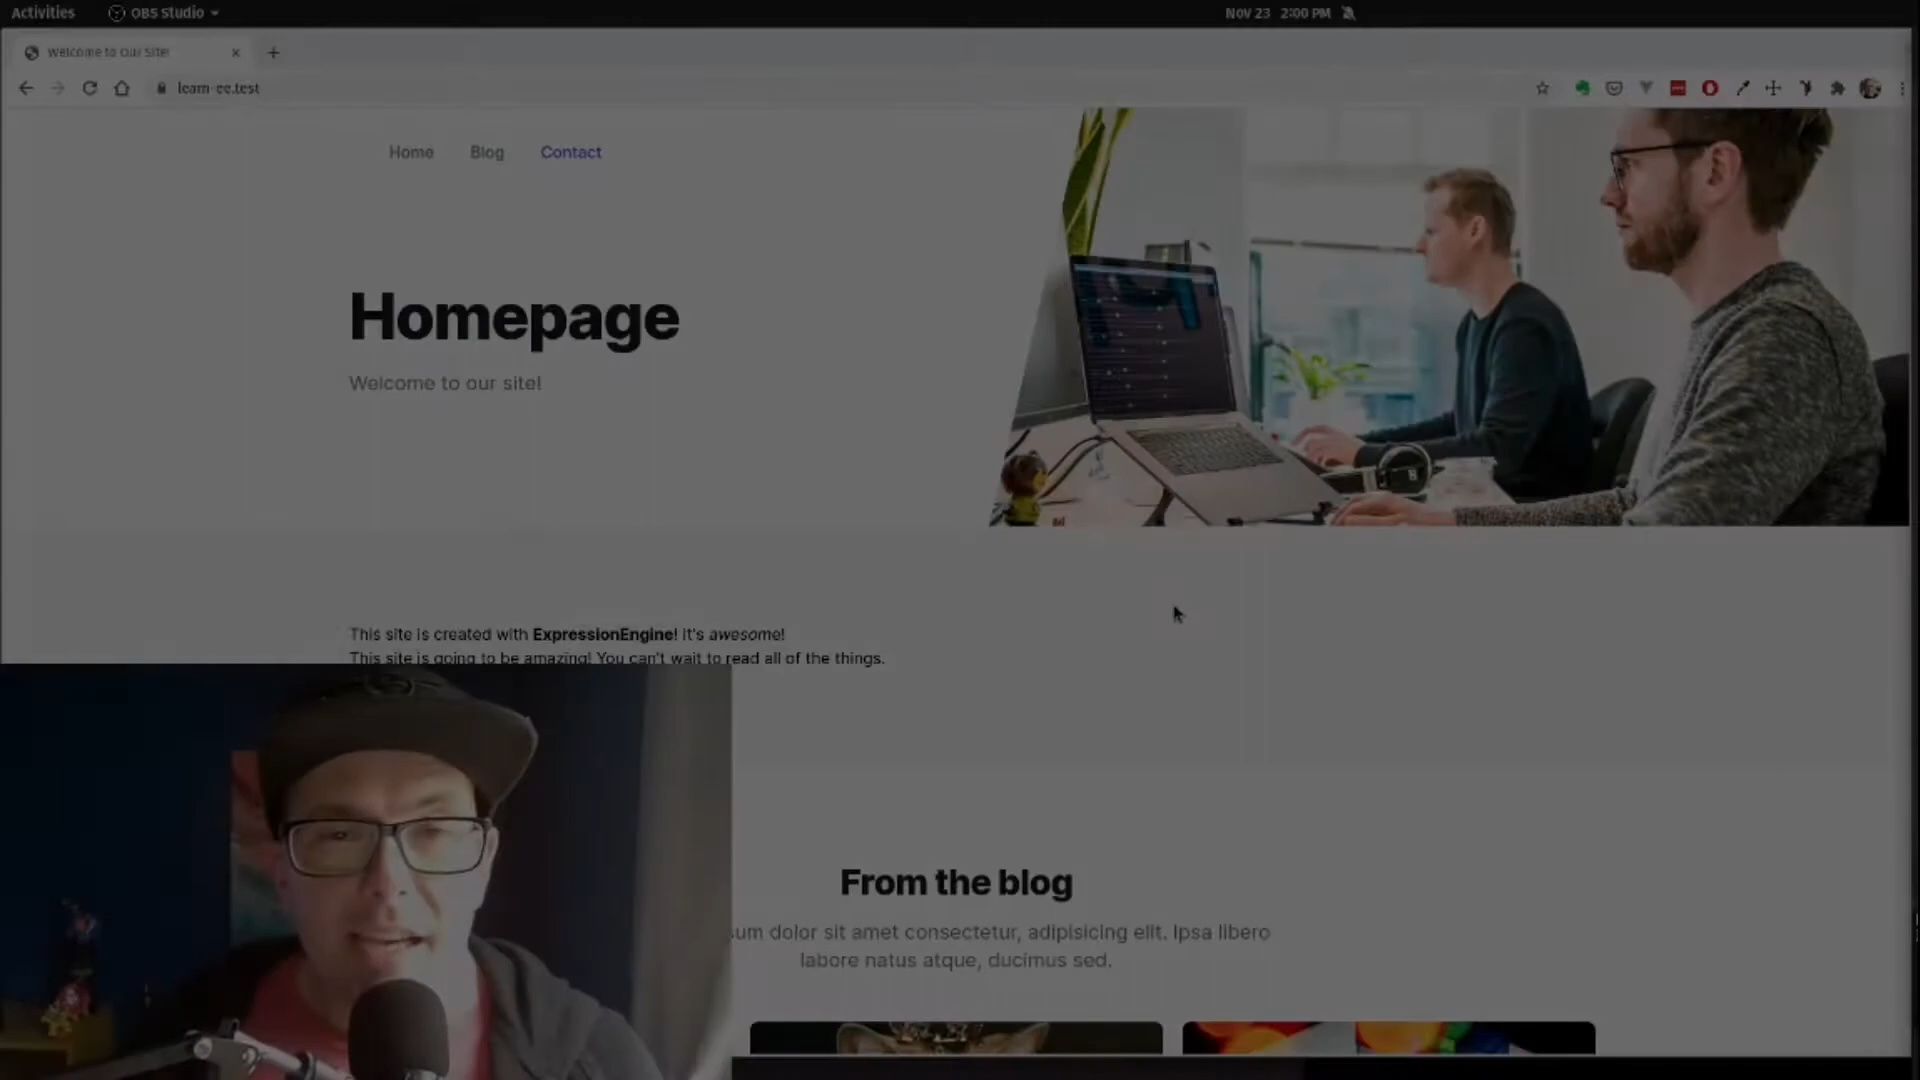 Activities OBS Studio Nov 23 2:00 PM
Welcome to Our Site!
learn-ee.test
Home Blog Contact
Homepage
Welcome to our site!
This site is created with ExpressionEngine! It's awesome!
This site is going to be amazing! You can't wait to read all of the things.
From the blog
sum dolor sit amet consectetur, adipisicing elit. Ipsa libero
labore natus atque, ducimus sed.